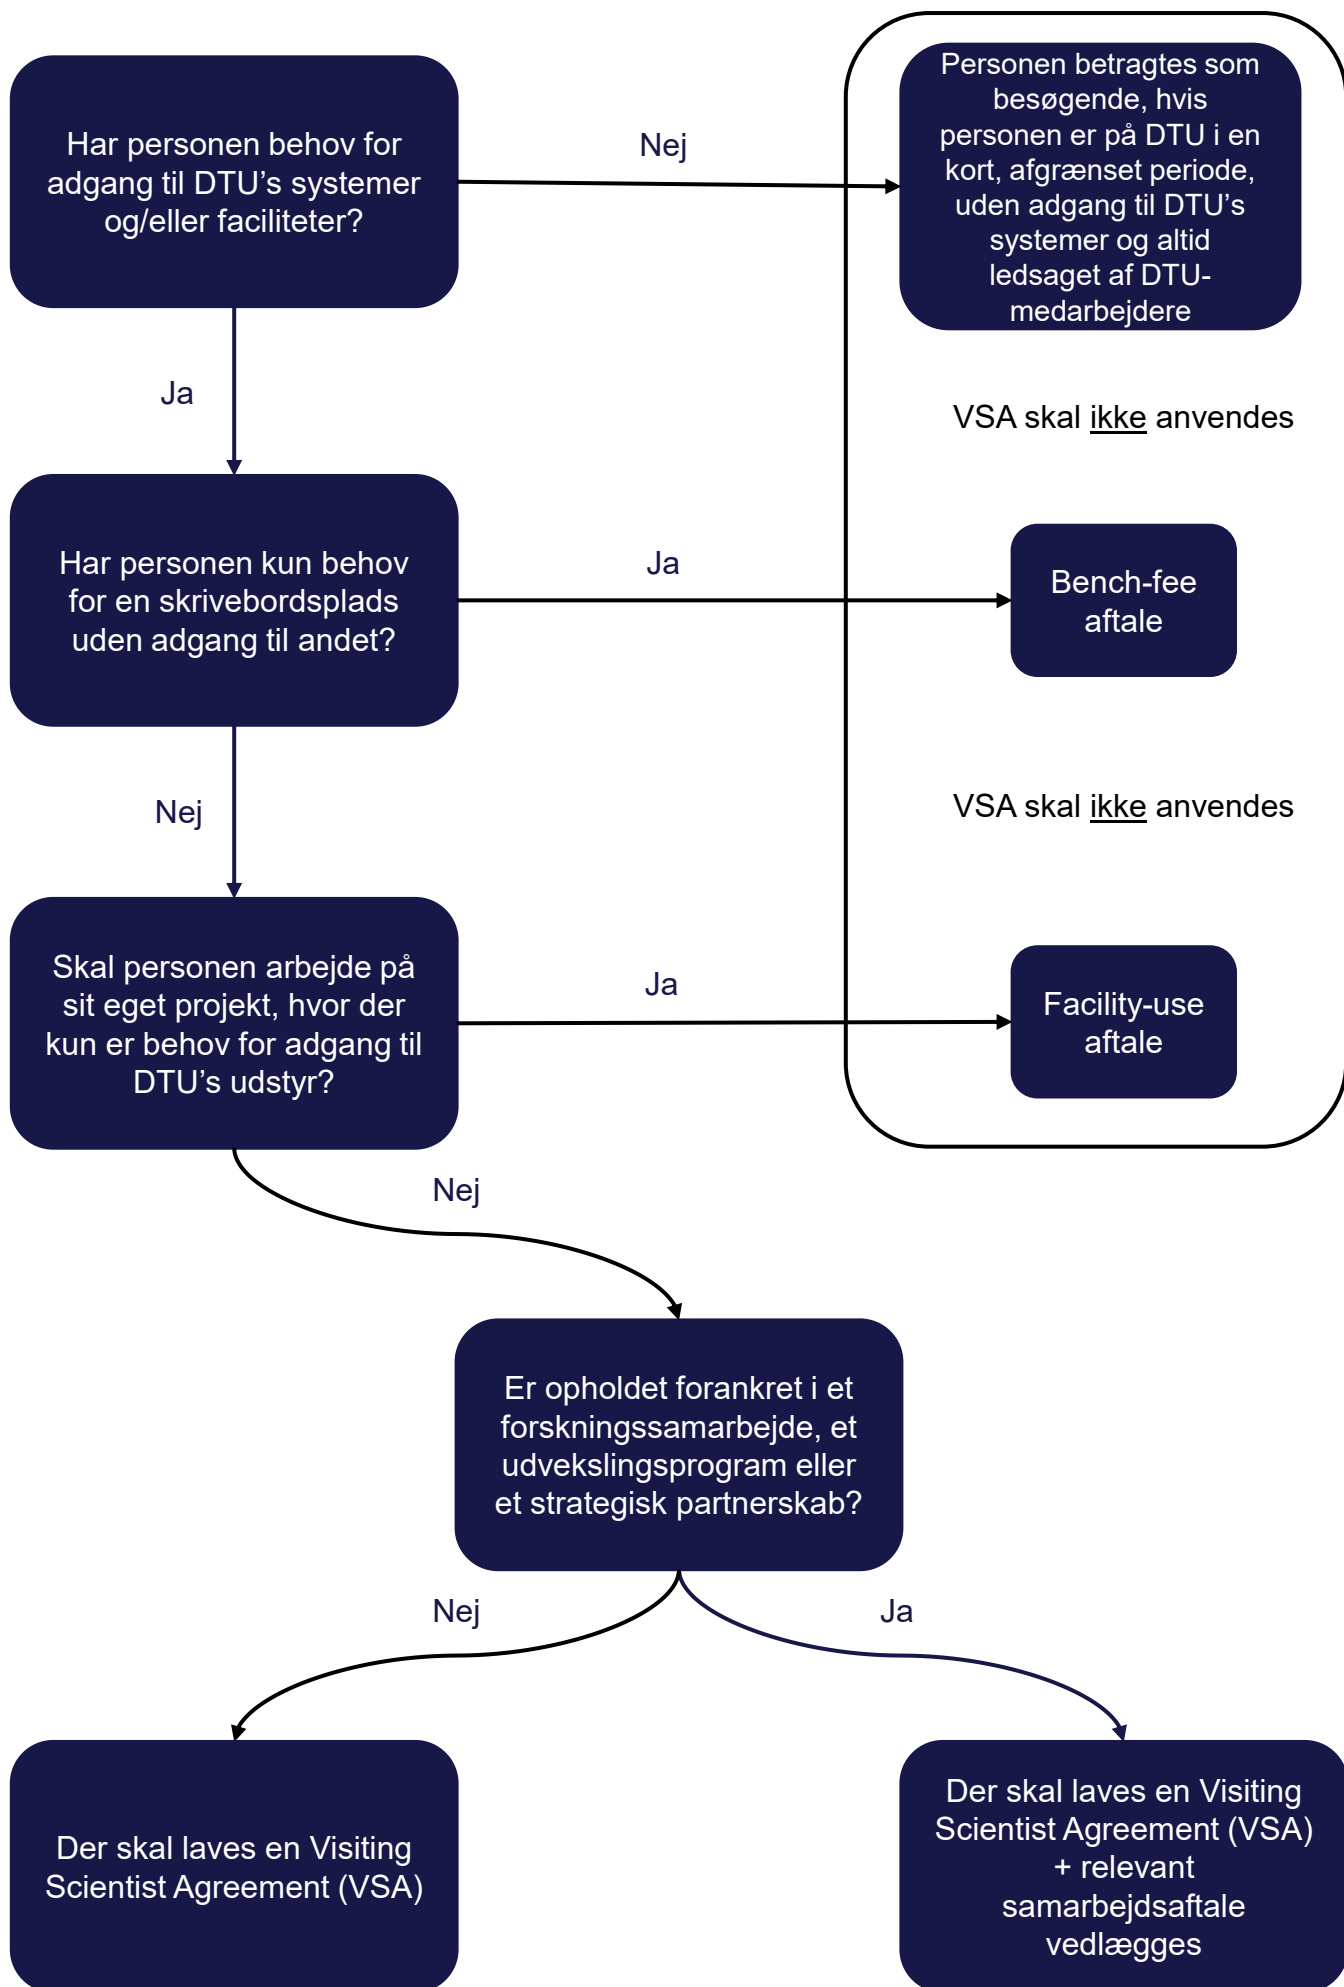 Har personen behov for
adgang til DTU’s systemer
og/eller faciliteter?
Nej
Personen betragtes som
besøgende, hvis
personen er på DTU i en
kort, afgrænset periode,
uden adgang til DTU’s
systemer og altid
ledsaget af DTU-
medarbejdere
Ja
VSA skal ikke anvendes
Har personen kun behov
for en skrivebordsplads
uden adgang til andet?
Ja
Bench-fee
aftale
Nej
VSA skal ikke anvendes
Skal personen arbejde på
sit eget projekt, hvor der
kun er behov for adgang til
DTU’s udstyr?
Ja
Facility-use
aftale
Nej
Er opholdet forankret i et
forskningssamarbejde, et
udvekslingsprogram eller
et strategisk partnerskab?
Nej
Ja
Der skal laves en Visiting
Scientist Agreement (VSA)
Der skal laves en Visiting
Scientist Agreement (VSA)
+ relevant
samarbejdsaftale
vedlægges